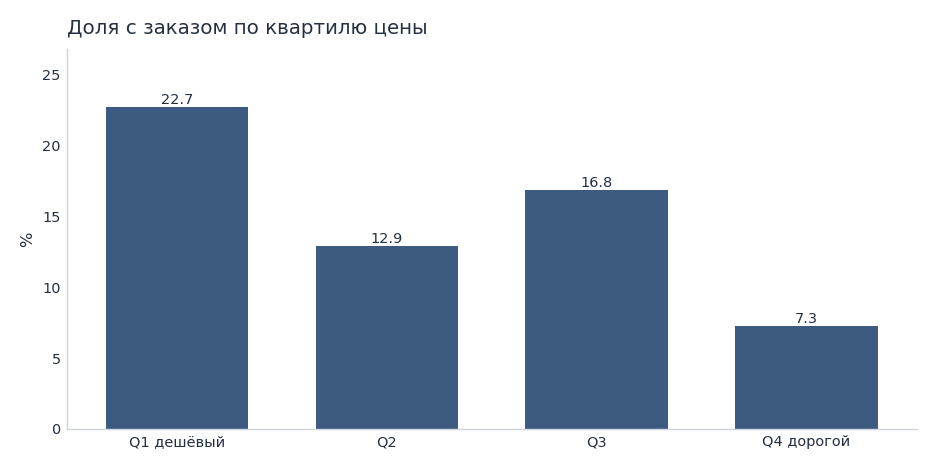 Доля с заказом по квартилю цены
%
25
20
15
10
5
0
22.7
12.9
16.8
7.3
Q1 дешёвый
Q2
Q3
Q4 дорогой